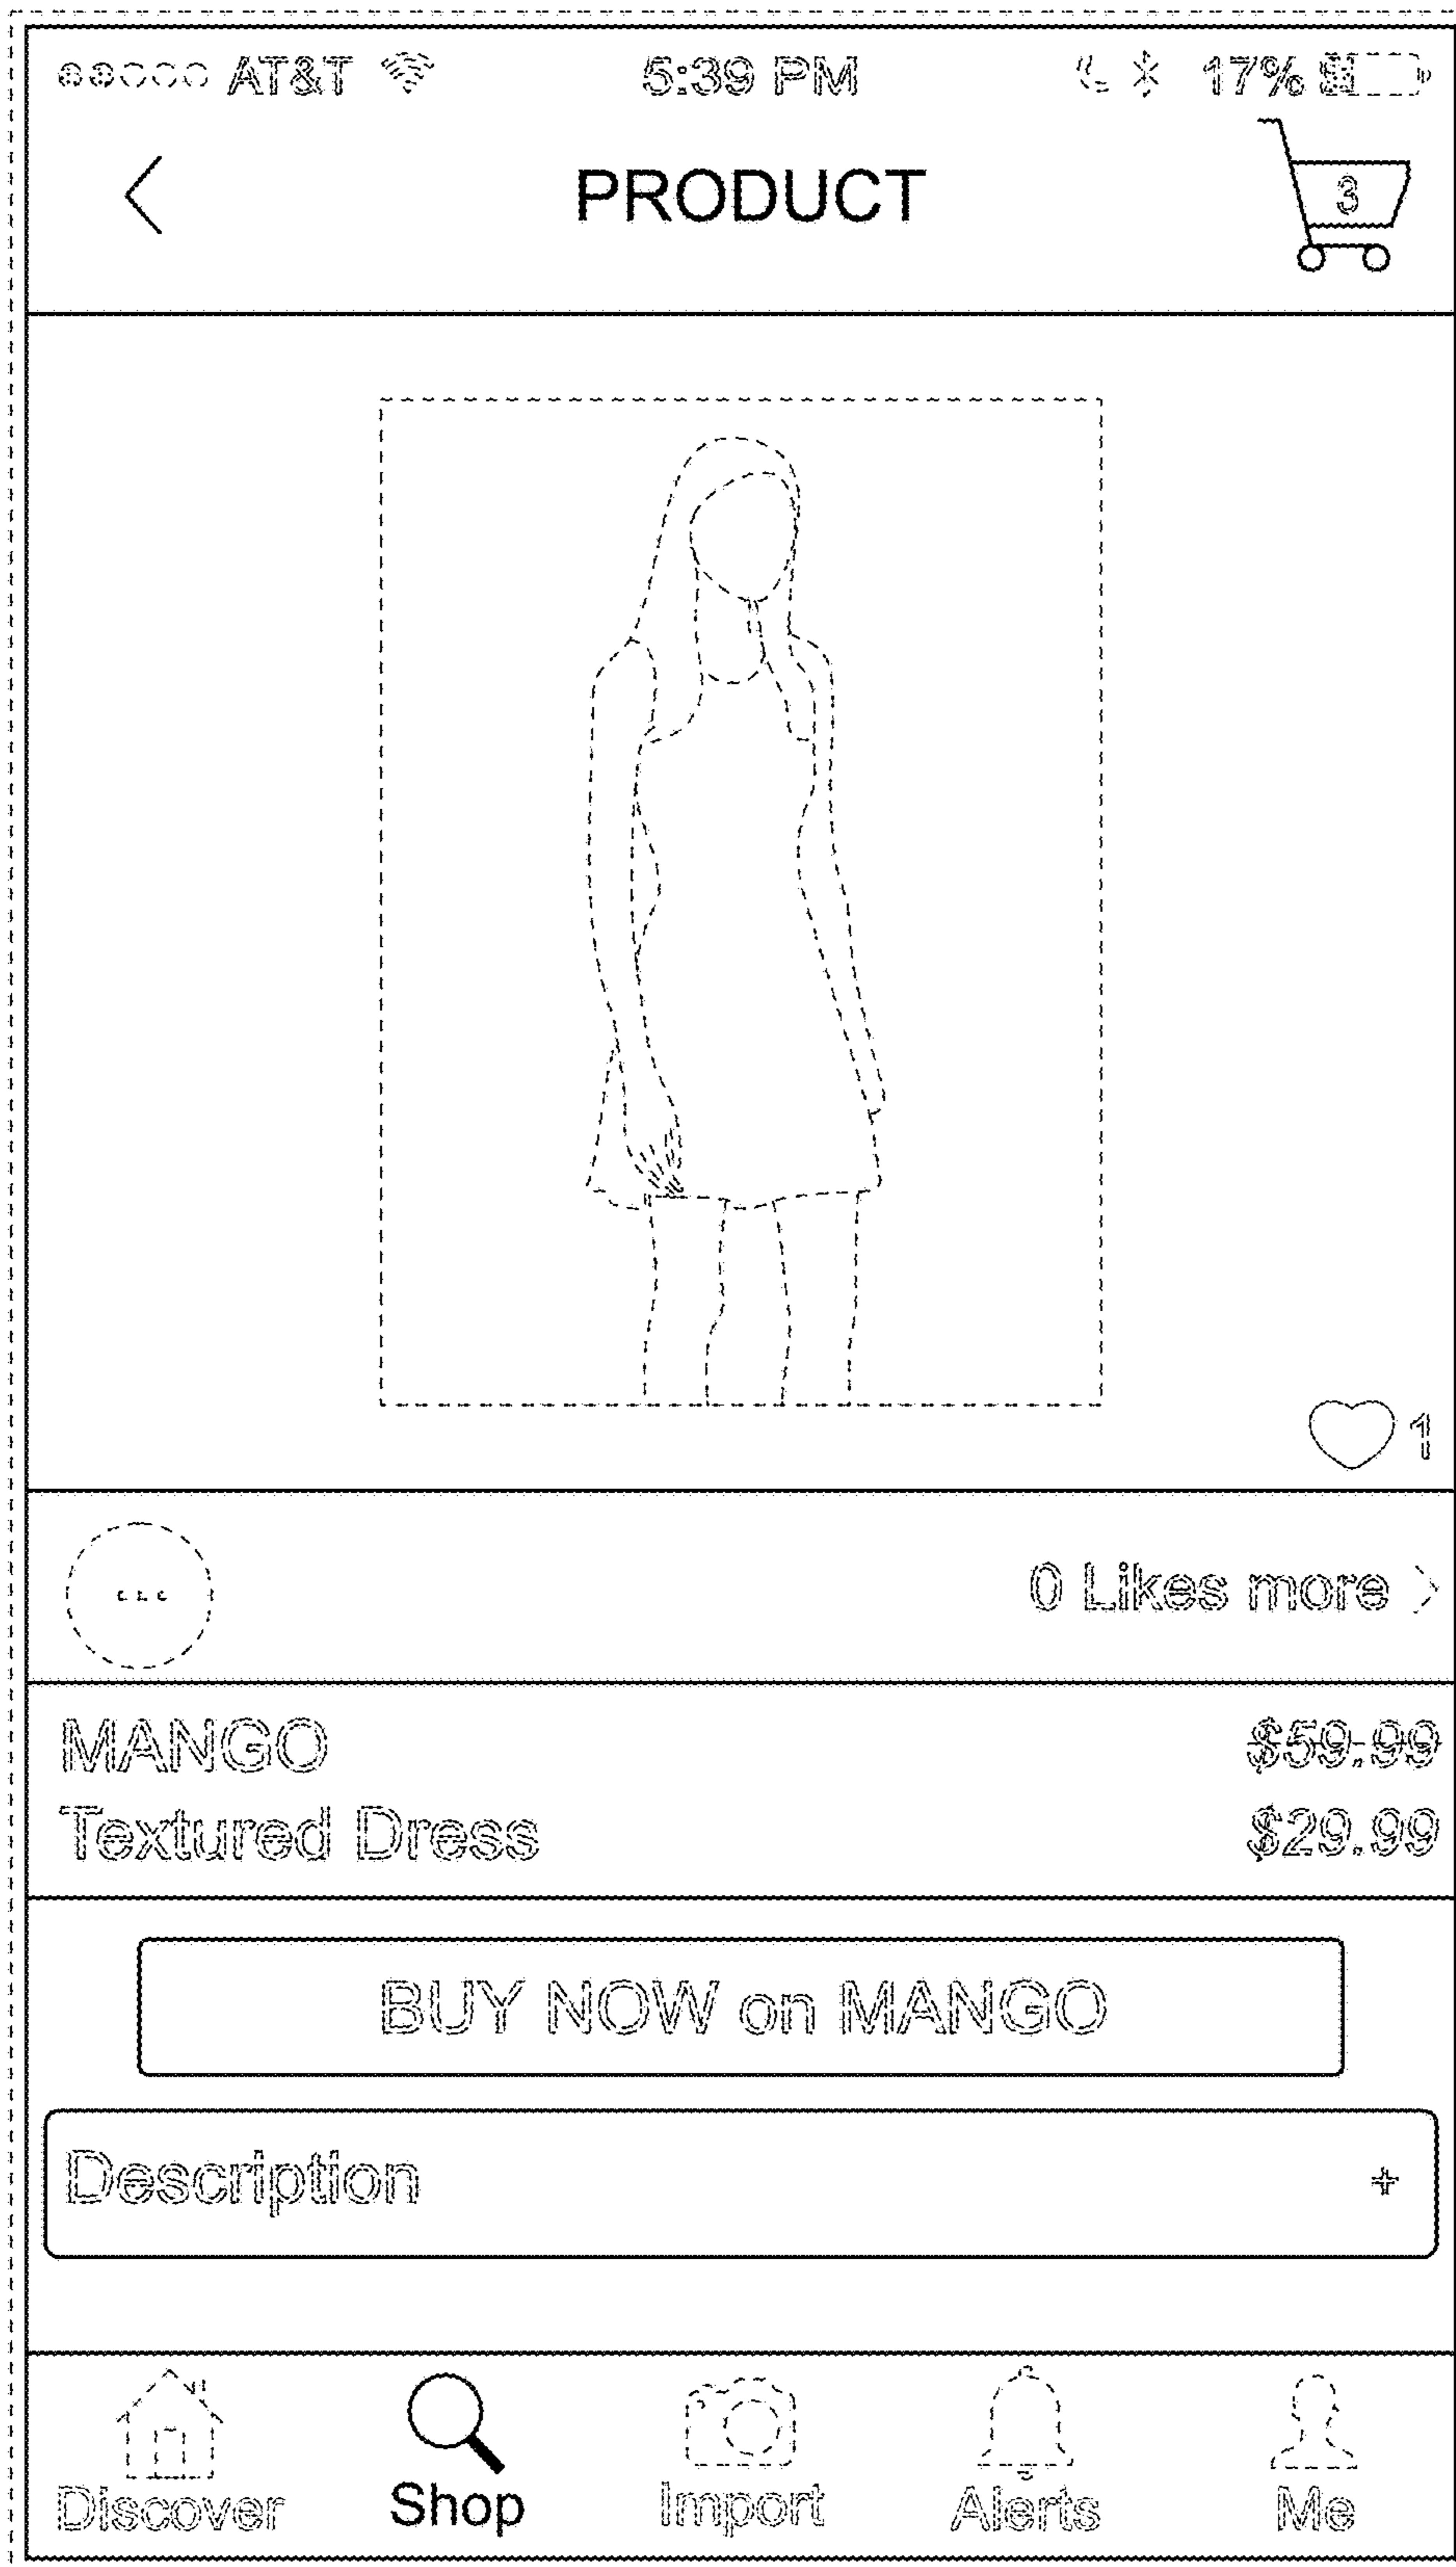 AT&T 5:39 PM 17%
PRODUCT
3
1
0 Likes more >
MANGO $59.99
Textured Dress $29.99
BUY NOW on MANGO
Description +
Discover Shop Import Alerts Me